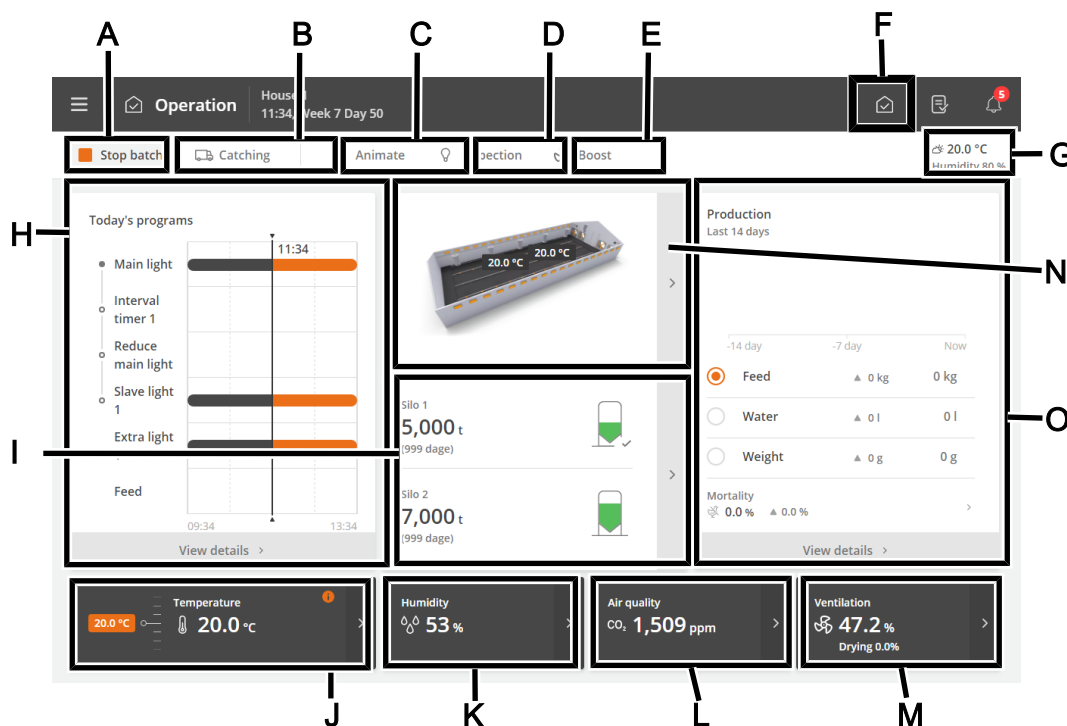 A
B
C
D
E
F
Operation
House 1
11:34, Week 7 Day 50
5
Stop batch
Catching
Animate
pection
Boost
20.0 °C
Humidity 80 %
G
H
Today's programs
11:34
Main light
Interval
timer 1
Reduce
main light
Slave light
1
Extra light
Feed
09:34
13:34
View details
20.0 °C
20.0 °C
N
Silo 1
5,000 t
(999 dage)
Silo 2
7,000 t
(999 dage)
I
Production
Last 14 days
-14 day
-7 day
Now
Feed ▲ 0 kg 0 kg
Water ▲ 0 l 0 l
Weight ▲ 0 g 0 g
Mortality
0.0 % ▲ 0.0 %
View details
O
20.0 °C
Temperature
i
20.0 °C
Humidity
53 %
Air quality
CO₂ 1,509 ppm
Ventilation
47.2 %
Drying 0.0%
J
K
L
M